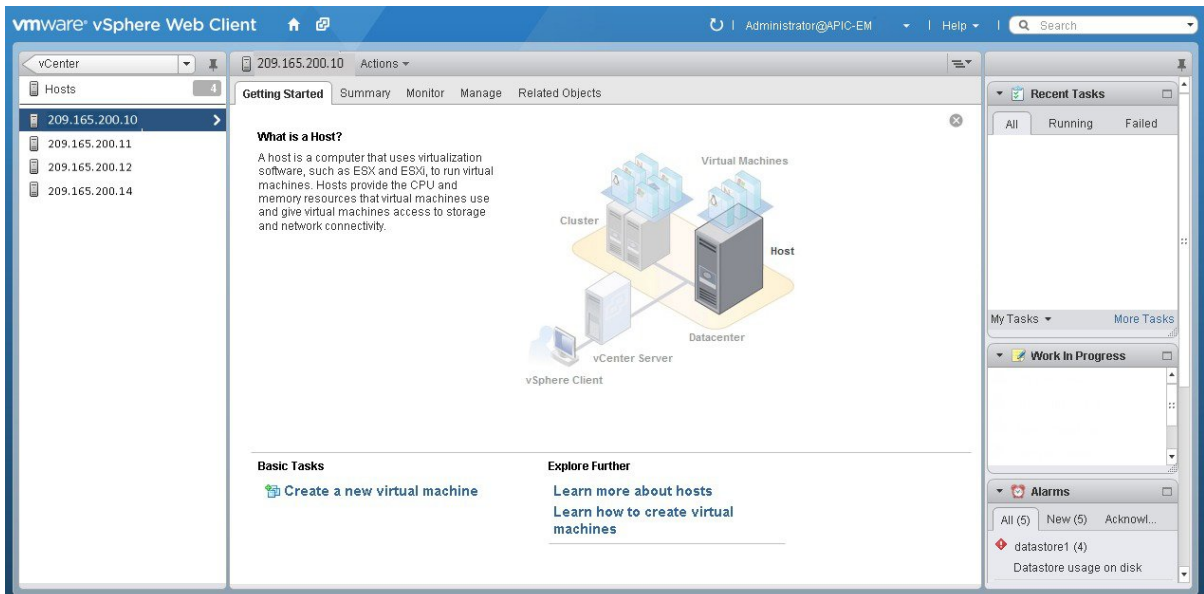 vmware® vSphere Web Client
Administrator@APIC-EM
Help
Search
vCenter
Hosts
4
209.165.200.10
209.165.200.11
209.165.200.12
209.165.200.14
209.165.200.10
Actions
Getting Started
Summary
Monitor
Manage
Related Objects
What is a Host?
A host is a computer that uses virtualization
software, such as ESX and ESXi, to run virtual
machines. Hosts provide the CPU and
memory resources that virtual machines use
and give virtual machines access to storage
and network connectivity.
Virtual Machines
Cluster
Host
Datacenter
vCenter Server
vSphere Client
Basic Tasks
Create a new virtual machine
Explore Further
Learn more about hosts
Learn how to create virtual
machines
Recent Tasks
All
Running
Failed
My Tasks
More Tasks
Work In Progress
Alarms
All (5)
New (5)
Acknowl...
datastore1 (4)
Datastore usage on disk